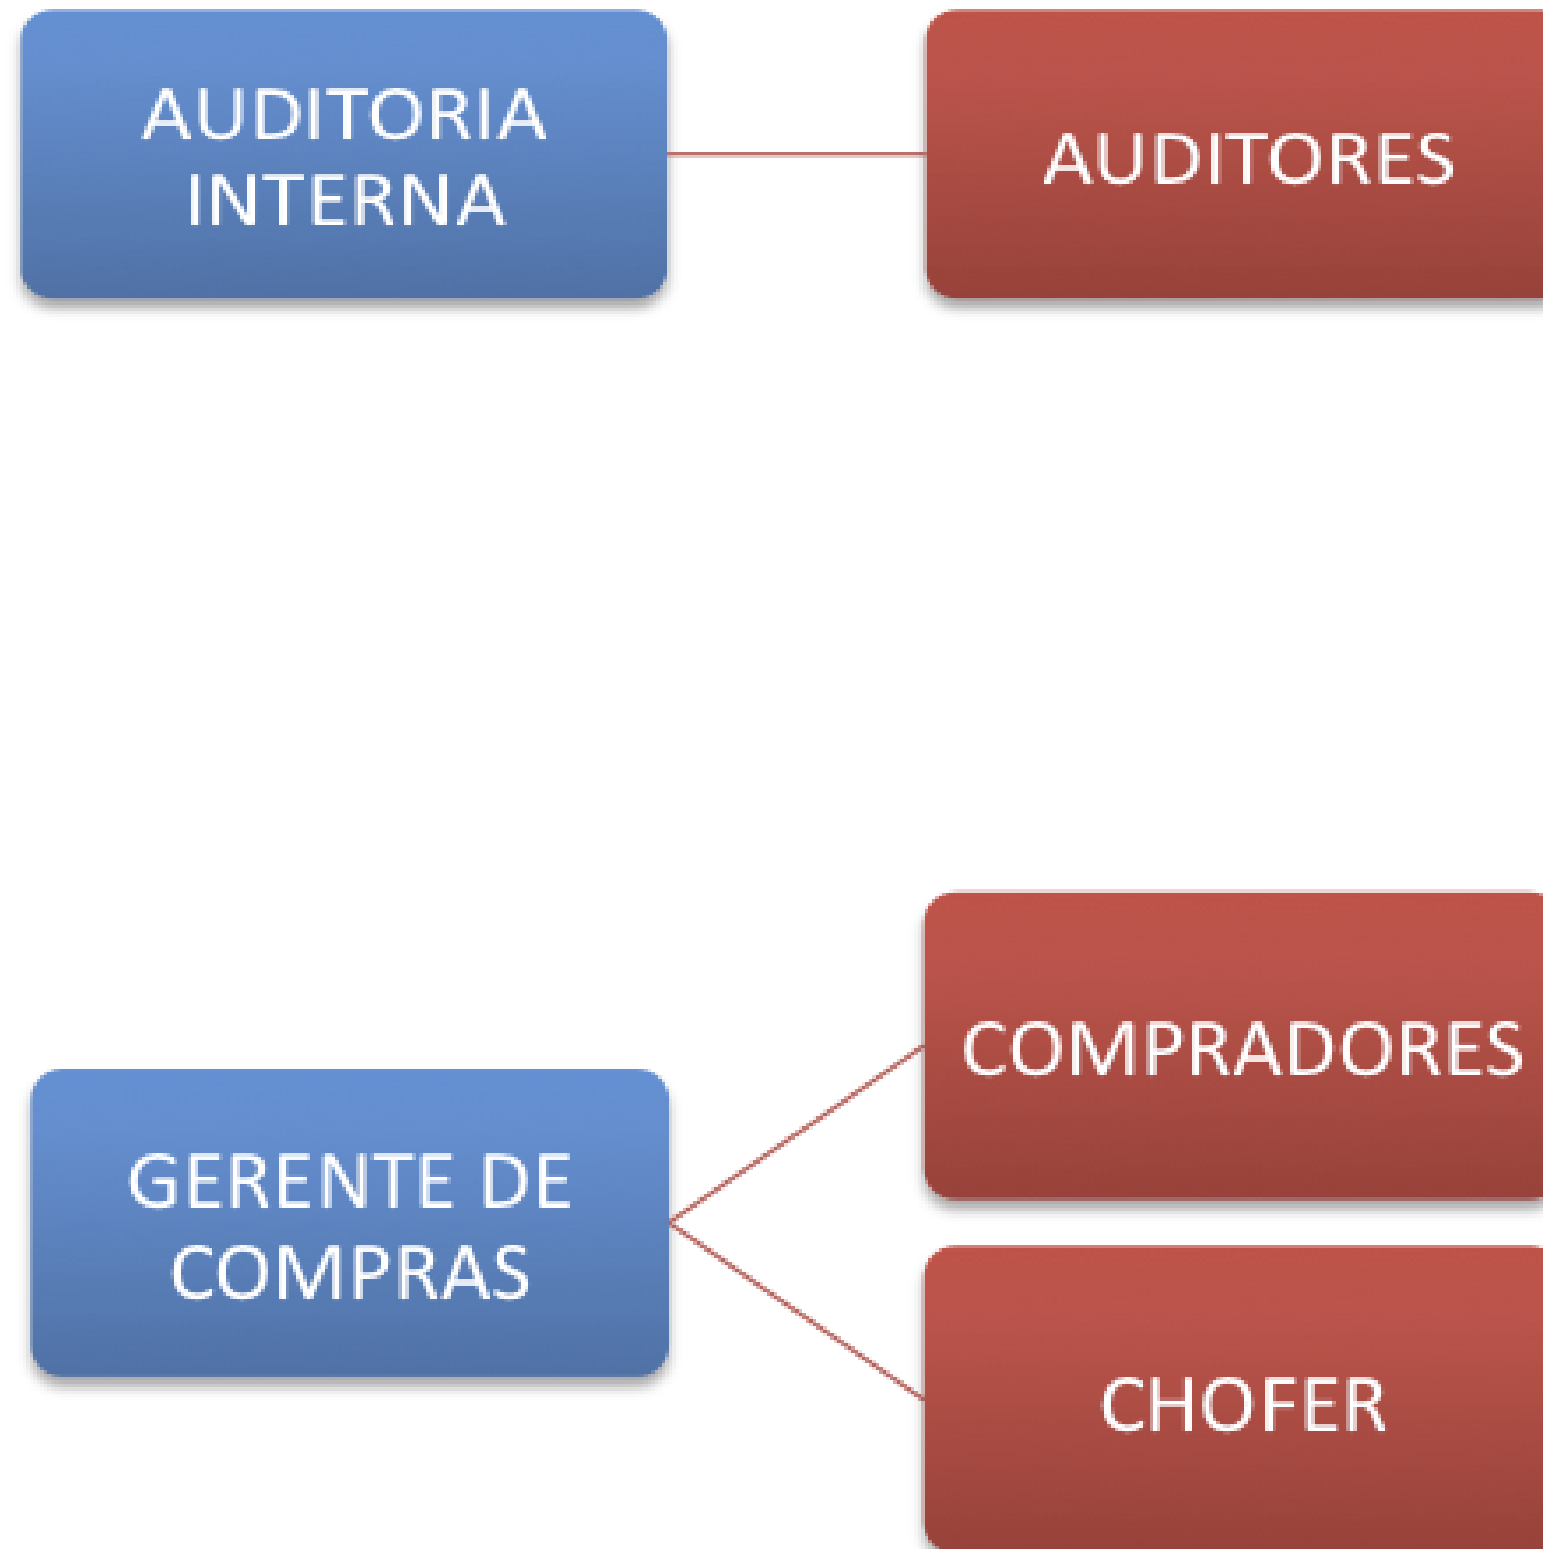 AUDITORIA
INTERNA
AUDITORES
GERENTE DE
COMPRAS
COMPRADORES
CHOFER